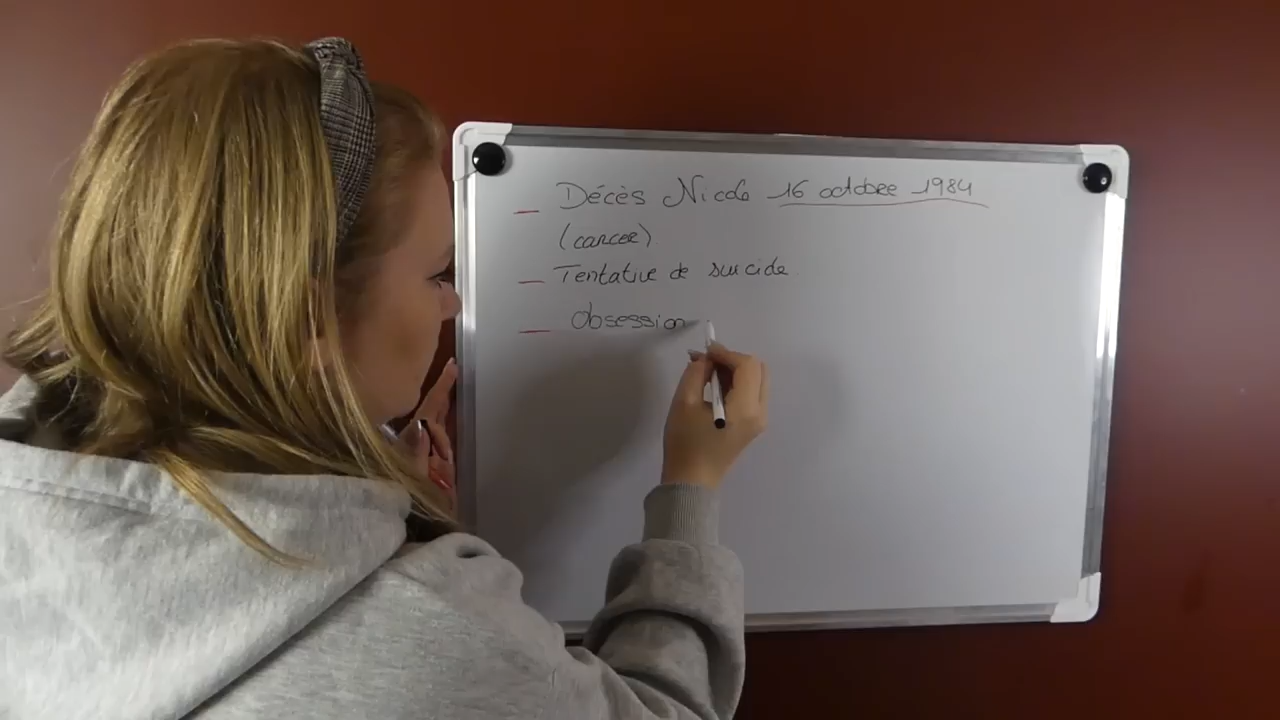 _ Décès Nicole 16 octobre 1984
(cancer)
_ Tentative de suicide
_ Obsession